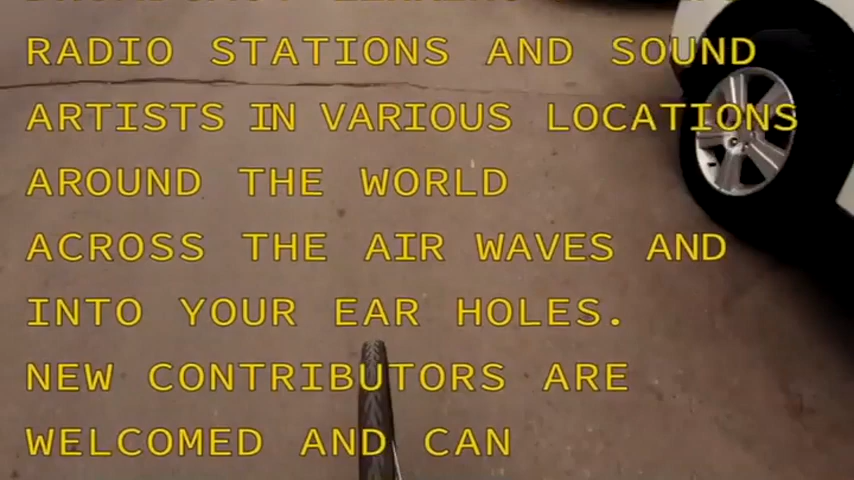 RADIO STATIONS AND SOUND
ARTISTS IN VARIOUS LOCATIONS
AROUND THE WORLD
ACROSS THE AIR WAVES AND
INTO YOUR EAR HOLES.
NEW CONTRIBUTORS ARE
WELCOMED AND CAN